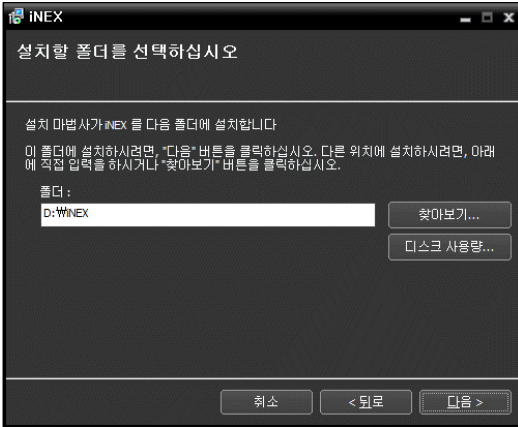 iNEX
설치할 폴더를 선택하십시오
설치 마법사가 iNEX 를 다음 폴더에 설치합니다
이 폴더에 설치하시려면, "다음" 버튼을 클릭하십시오. 다른 위치에 설치하시려면, 아래
에 직접 입력을 하시거나 "찾아보기" 버튼을 클릭하십시오.
폴더 :
D:₩iNEX
찾아보기...
디스크 사용량...
취소
< 뒤로
다음 >